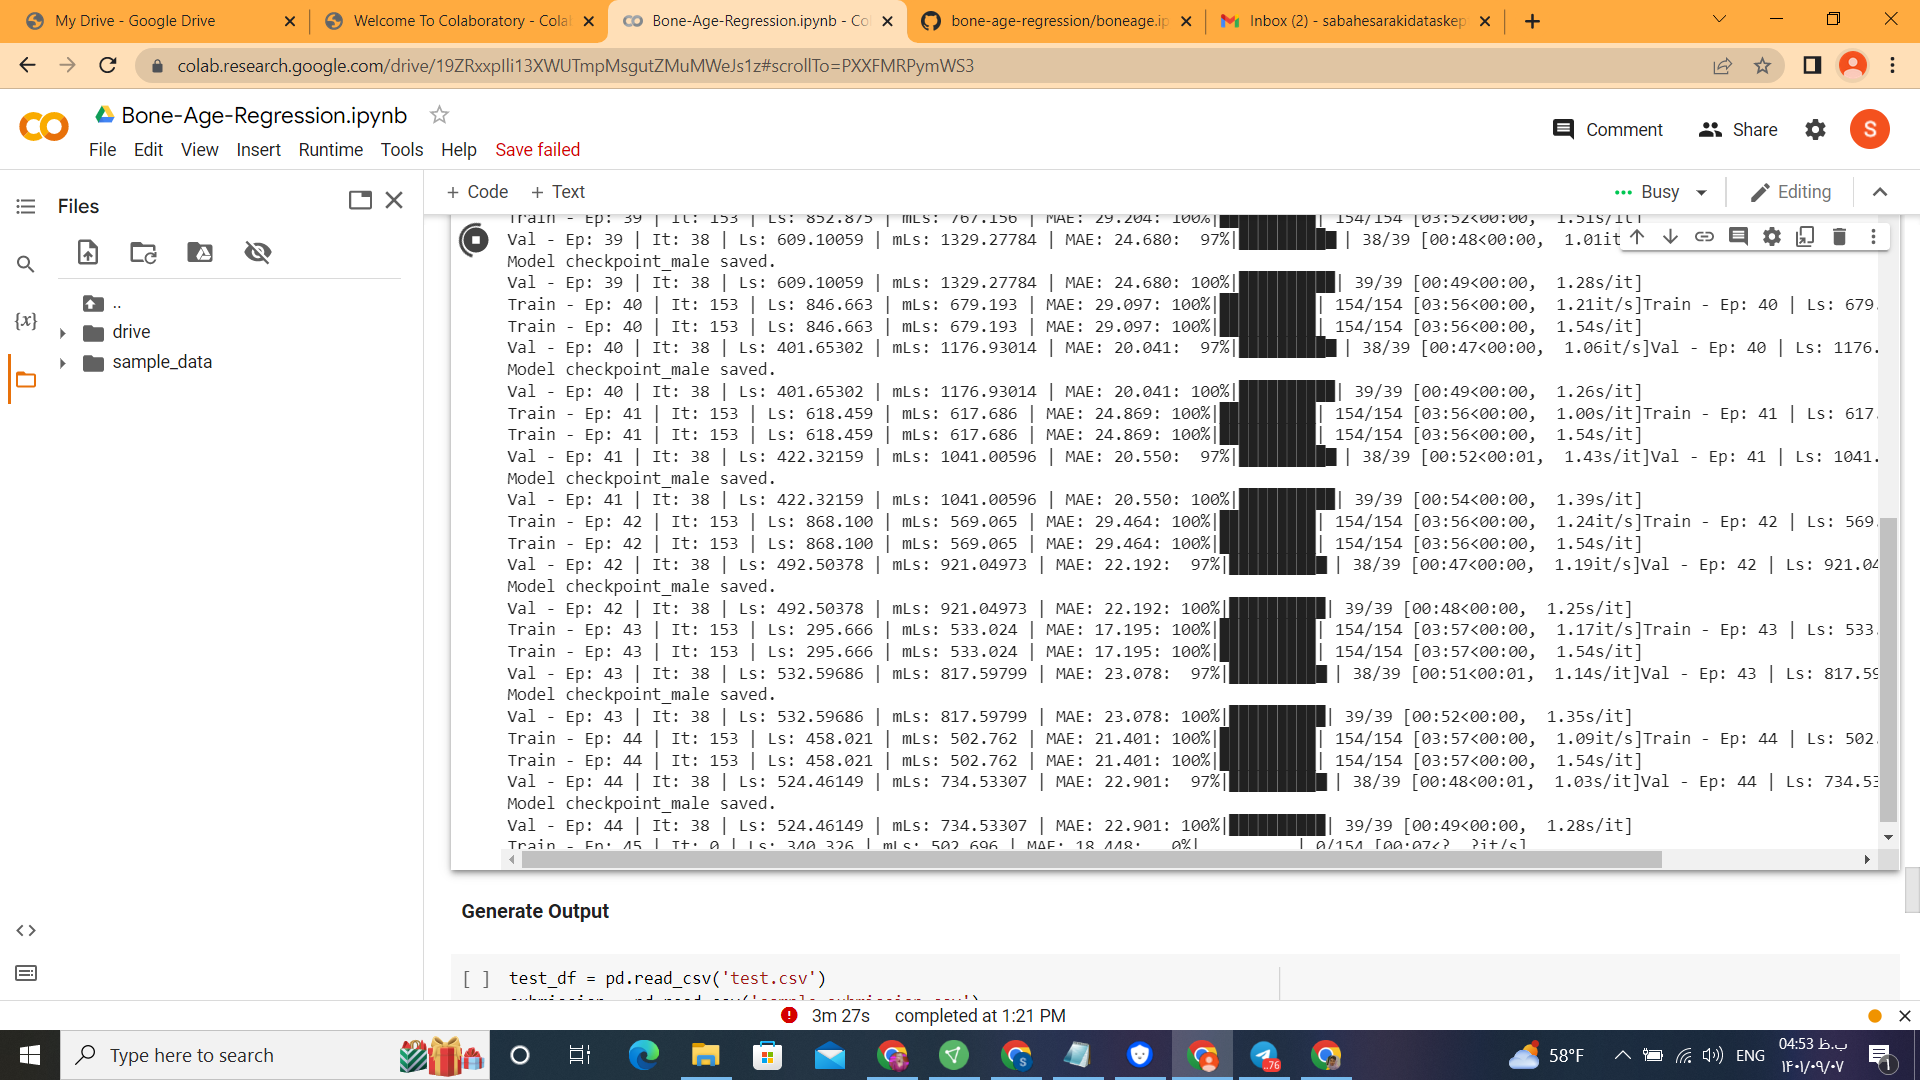 My Drive - Google Drive
Welcome To Colaboratory - Colab
Bone-Age-Regression.ipynb - Co
bone-age-regression/boneage.ip
Inbox (2) - sabahesarakidataskep
colab.research.google.com/drive/19ZRxxpIli13XWUTmpMsgutZMuMWeJs1z#scrollTo=PXXFMRPymWS3
Bone-Age-Regression.ipynb
Comment
Share
S
File Edit View Insert Runtime Tools Help Save failed
Files
+ Code + Text
Busy
Editing
..
drive
sample_data
{x}
Train - Ep: 39 | It: 153 | Ls: 852.875 | mLs: 767.156 | MAE: 29.204: 100%|██████████| 154/154 [03:52<00:00, 1.51s/it]
Val - Ep: 39 | It: 38 | Ls: 609.10059 | mLs: 1329.27784 | MAE: 24.680: 97%|██████████ | 38/39 [00:48<00:00, 1.01it
Model checkpoint_male saved.
Val - Ep: 39 | It: 38 | Ls: 609.10059 | mLs: 1329.27784 | MAE: 24.680: 100%|██████████| 39/39 [00:49<00:00, 1.28s/it]
Train - Ep: 40 | It: 153 | Ls: 846.663 | mLs: 679.193 | MAE: 29.097: 100%|██████████| 154/154 [03:56<00:00, 1.21it/s]Train - Ep: 40 | Ls: 679.
Train - Ep: 40 | It: 153 | Ls: 846.663 | mLs: 679.193 | MAE: 29.097: 100%|██████████| 154/154 [03:56<00:00, 1.54s/it]
Val - Ep: 40 | It: 38 | Ls: 401.65302 | mLs: 1176.93014 | MAE: 20.041: 97%|██████████ | 38/39 [00:47<00:00, 1.06it/s]Val - Ep: 40 | Ls: 1176.
Model checkpoint_male saved.
Val - Ep: 40 | It: 38 | Ls: 401.65302 | mLs: 1176.93014 | MAE: 20.041: 100%|██████████| 39/39 [00:49<00:00, 1.26s/it]
Train - Ep: 41 | It: 153 | Ls: 618.459 | mLs: 617.686 | MAE: 24.869: 100%|██████████| 154/154 [03:56<00:00, 1.00s/it]Train - Ep: 41 | Ls: 617.
Train - Ep: 41 | It: 153 | Ls: 618.459 | mLs: 617.686 | MAE: 24.869: 100%|██████████| 154/154 [03:56<00:00, 1.54s/it]
Val - Ep: 41 | It: 38 | Ls: 422.32159 | mLs: 1041.00596 | MAE: 20.550: 97%|██████████ | 38/39 [00:52<00:01, 1.43s/it]Val - Ep: 41 | Ls: 1041.
Model checkpoint_male saved.
Val - Ep: 41 | It: 38 | Ls: 422.32159 | mLs: 1041.00596 | MAE: 20.550: 100%|██████████| 39/39 [00:54<00:00, 1.39s/it]
Train - Ep: 42 | It: 153 | Ls: 868.100 | mLs: 569.065 | MAE: 29.464: 100%|██████████| 154/154 [03:56<00:00, 1.24it/s]Train - Ep: 42 | Ls: 569.
Train - Ep: 42 | It: 153 | Ls: 868.100 | mLs: 569.065 | MAE: 29.464: 100%|██████████| 154/154 [03:56<00:00, 1.54s/it]
Val - Ep: 42 | It: 38 | Ls: 492.50378 | mLs: 921.04973 | MAE: 22.192: 97%|██████████ | 38/39 [00:47<00:00, 1.19it/s]Val - Ep: 42 | Ls: 921.04
Model checkpoint_male saved.
Val - Ep: 42 | It: 38 | Ls: 492.50378 | mLs: 921.04973 | MAE: 22.192: 100%|██████████| 39/39 [00:48<00:00, 1.25s/it]
Train - Ep: 43 | It: 153 | Ls: 295.666 | mLs: 533.024 | MAE: 17.195: 100%|██████████| 154/154 [03:57<00:00, 1.17it/s]Train - Ep: 43 | Ls: 533.
Train - Ep: 43 | It: 153 | Ls: 295.666 | mLs: 533.024 | MAE: 17.195: 100%|██████████| 154/154 [03:57<00:00, 1.54s/it]
Val - Ep: 43 | It: 38 | Ls: 532.59686 | mLs: 817.59799 | MAE: 23.078: 97%|██████████ | 38/39 [00:51<00:01, 1.14s/it]Val - Ep: 43 | Ls: 817.59
Model checkpoint_male saved.
Val - Ep: 43 | It: 38 | Ls: 532.59686 | mLs: 817.59799 | MAE: 23.078: 100%|██████████| 39/39 [00:52<00:00, 1.35s/it]
Train - Ep: 44 | It: 153 | Ls: 458.021 | mLs: 502.762 | MAE: 21.401: 100%|██████████| 154/154 [03:57<00:00, 1.09it/s]Train - Ep: 44 | Ls: 502.
Train - Ep: 44 | It: 153 | Ls: 458.021 | mLs: 502.762 | MAE: 21.401: 100%|██████████| 154/154 [03:57<00:00, 1.54s/it]
Val - Ep: 44 | It: 38 | Ls: 524.46149 | mLs: 734.53307 | MAE: 22.901: 97%|██████████ | 38/39 [00:48<00:01, 1.03s/it]Val - Ep: 44 | Ls: 734.53
Model checkpoint_male saved.
Val - Ep: 44 | It: 38 | Ls: 524.46149 | mLs: 734.53307 | MAE: 22.901: 100%|██████████| 39/39 [00:49<00:00, 1.28s/it]
Train - Ep: 45 | It: 0 | Ls: 340.326 | mLs: 502.696 | MAE: 18.448: 0%| | 0/154 [00:07<?, ?it/s]
Generate Output
[ ] test_df = pd.read_csv('test.csv')
submission = pd.read_csv('sample_submission.csv')
3m 27s completed at 1:21 PM
Type here to search
..76
58°F
ENG
04:53 ب.ظ
۱۴۰۱/۰۹/۰۷
۱